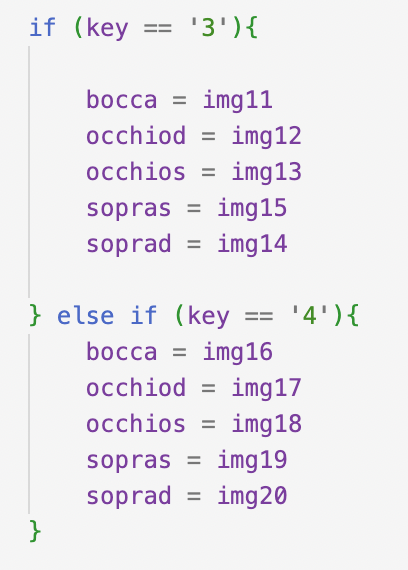 if (key == '3'){
bocca = img11
occhiod = img12
occhios = img13
sopras = img15
soprad = img14
} else if (key == '4'){
bocca = img16
occhiod = img17
occhios = img18
sopras = img19
soprad = img20
}